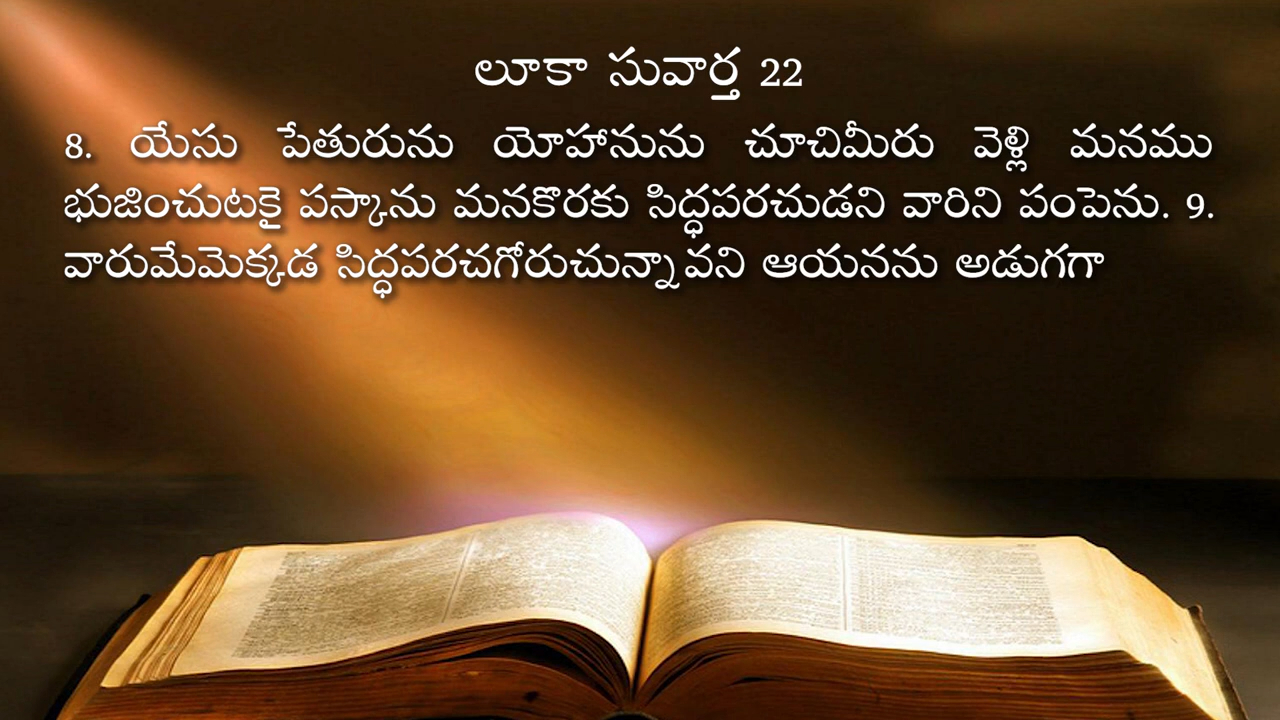 లూకా సువార్త 22
8. యేసు పేతురును యోహానును చూచిమీరు వెళ్లి మనము
భుజించుటకై పస్కాను మనకొరకు సిద్ధపరచుడని వారిని పంపెను. 9.
వారుమేమెక్కడ సిద్ధపరచగోరుచున్నావని ఆయనను అడుగగా